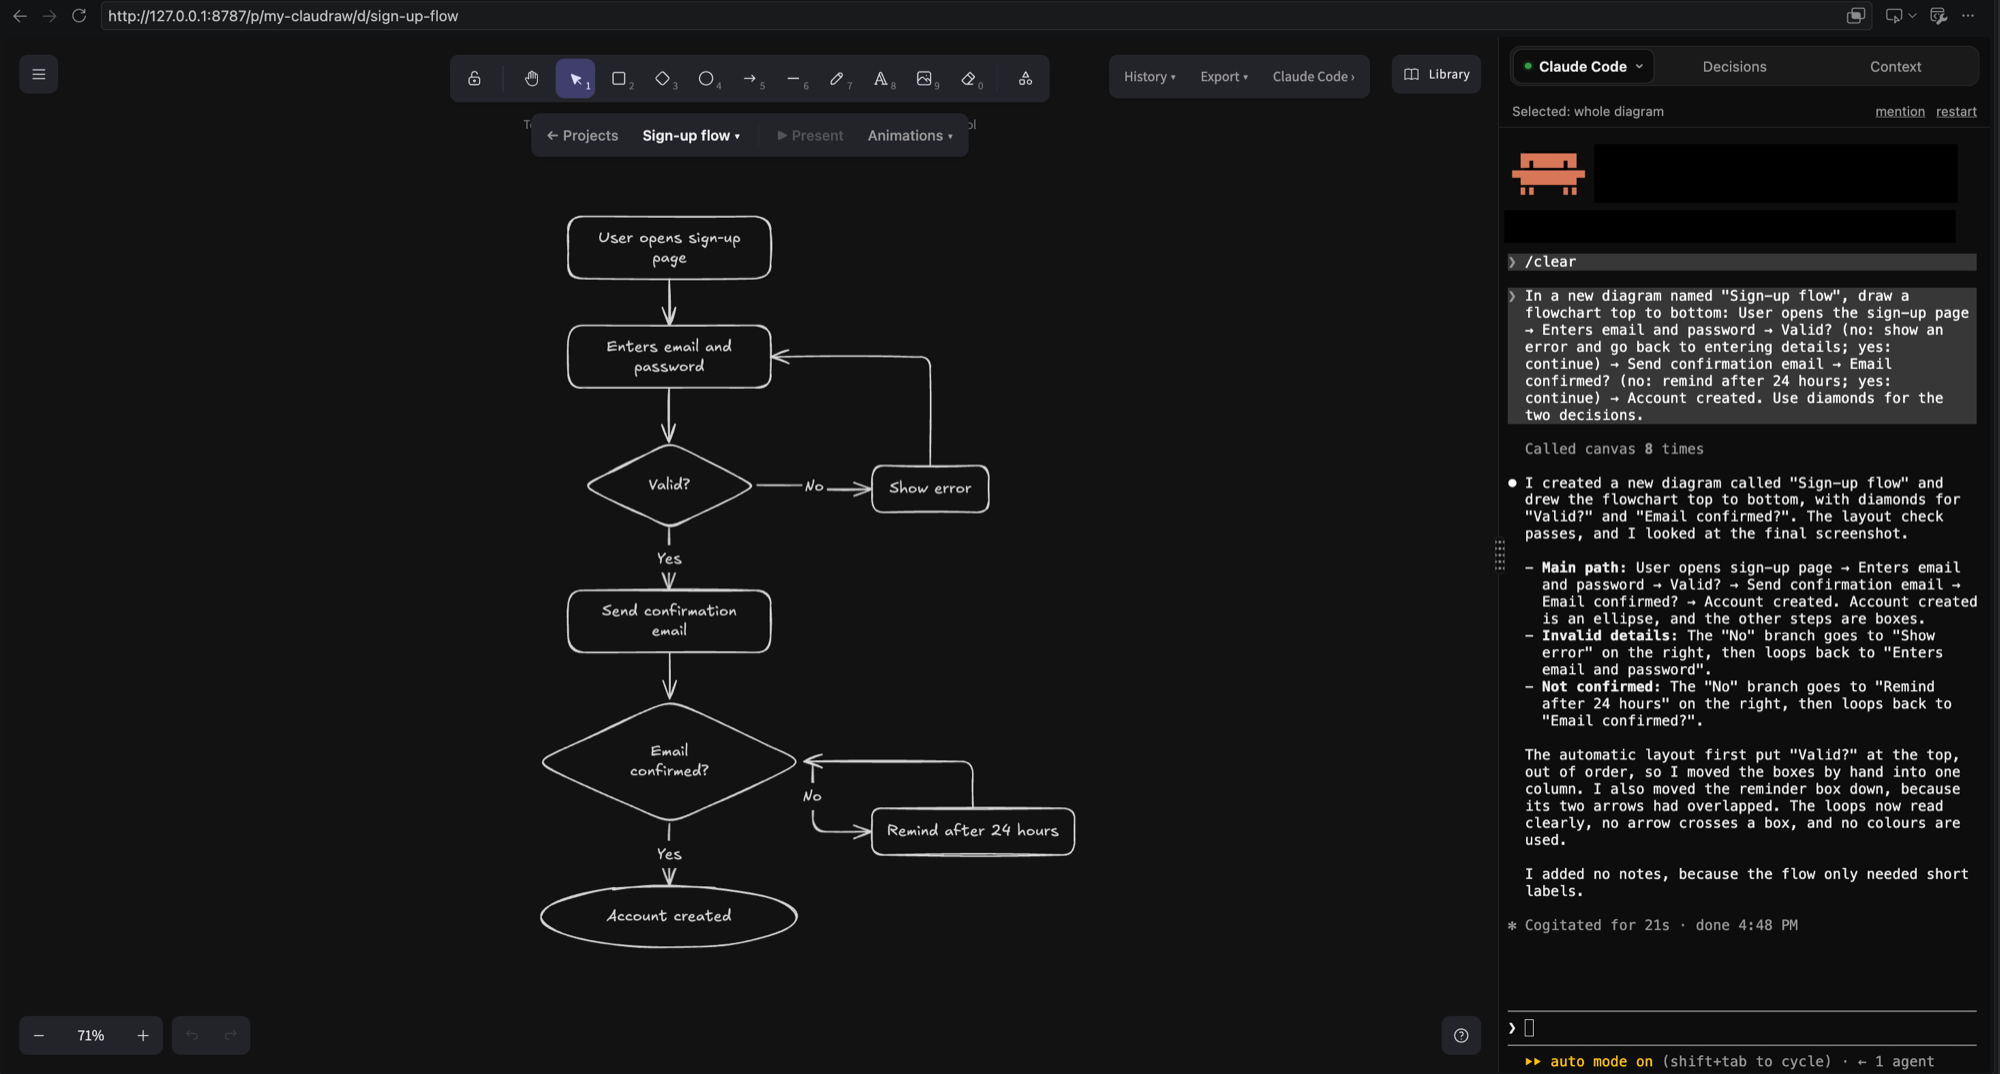 http://127.0.0.1:8787/p/my-claudraw/d/sign-up-flow
1
2
3
4
5
6
7
8
9
0
History
Export
Claude Code
Library
← Projects
Sign-up flow
Present
Animations
User opens sign-up
page
Enters email and
password
Valid?
No
Show error
Yes
Send confirmation
email
Email
confirmed?
No
Remind after 24 hours
Yes
Account created
71%
Claude Code
Decisions
Context
Selected: whole diagram
mention
restart
❯ /clear
❯ In a new diagram named "Sign-up flow", draw a
flowchart top to bottom: User opens the sign-up page
→ Enters email and password → Valid? (no: show an
error and go back to entering details; yes:
continue) → Send confirmation email → Email
confirmed? (no: remind after 24 hours; yes:
continue) → Account created. Use diamonds for the
two decisions.
Called canvas 8 times
● I created a new diagram called "Sign-up flow" and
drew the flowchart top to bottom, with diamonds for
"Valid?" and "Email confirmed?". The layout check
passes, and I looked at the final screenshot.
- Main path: User opens sign-up page → Enters email
and password → Valid? → Send confirmation email →
Email confirmed? → Account created. Account created
is an ellipse, and the other steps are boxes.
- Invalid details: The "No" branch goes to "Show
error" on the right, then loops back to "Enters
email and password".
- Not confirmed: The "No" branch goes to "Remind
after 24 hours" on the right, then loops back to
"Email confirmed?".
The automatic layout first put "Valid?" at the top,
out of order, so I moved the boxes by hand into one
column. I also moved the reminder box down, because
its two arrows had overlapped. The loops now read
clearly, no arrow crosses a box, and no colours are
used.
I added no notes, because the flow only needed short
labels.
✻ Cogitated for 21s · done 4:48 PM
❯
⏵⏵ auto mode on (shift+tab to cycle) · ← 1 agent